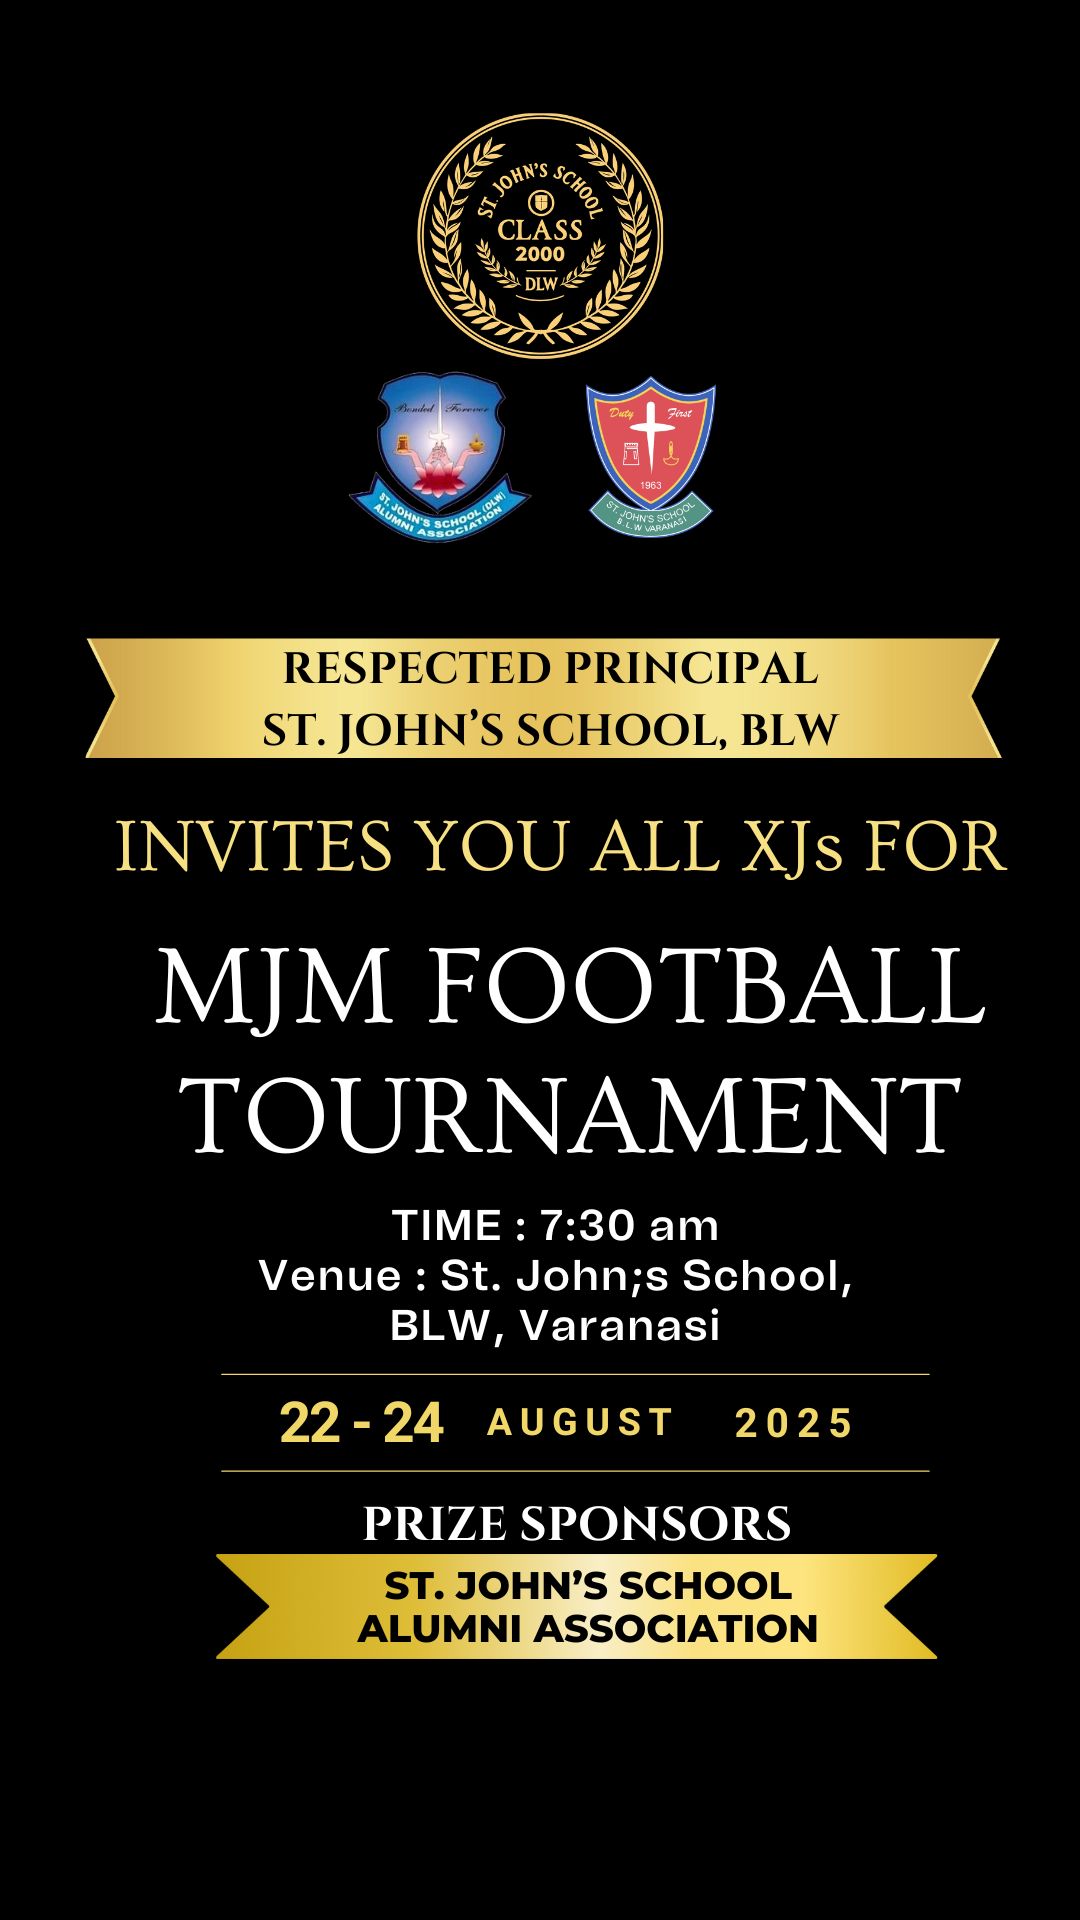 ST. JOHN'S SCHOOL
CLASS
2000
DLW
Bonded Forever
ST. JOHN'S SCHOOL (DLW)
ALUMNI ASSOCIATION
Duty First
1963
ST. JOHN'S SCHOOL
B.L.W VARANASI
RESPECTED PRINCIPAL
ST. JOHN'S SCHOOL, BLW
INVITES YOU ALL XJs FOR
MJM FOOTBALL
TOURNAMENT
TIME : 7:30 am
Venue : St. John;s School,
BLW, Varanasi
22 - 24 AUGUST 2025
PRIZE SPONSORS
ST. JOHN'S SCHOOL
ALUMNI ASSOCIATION